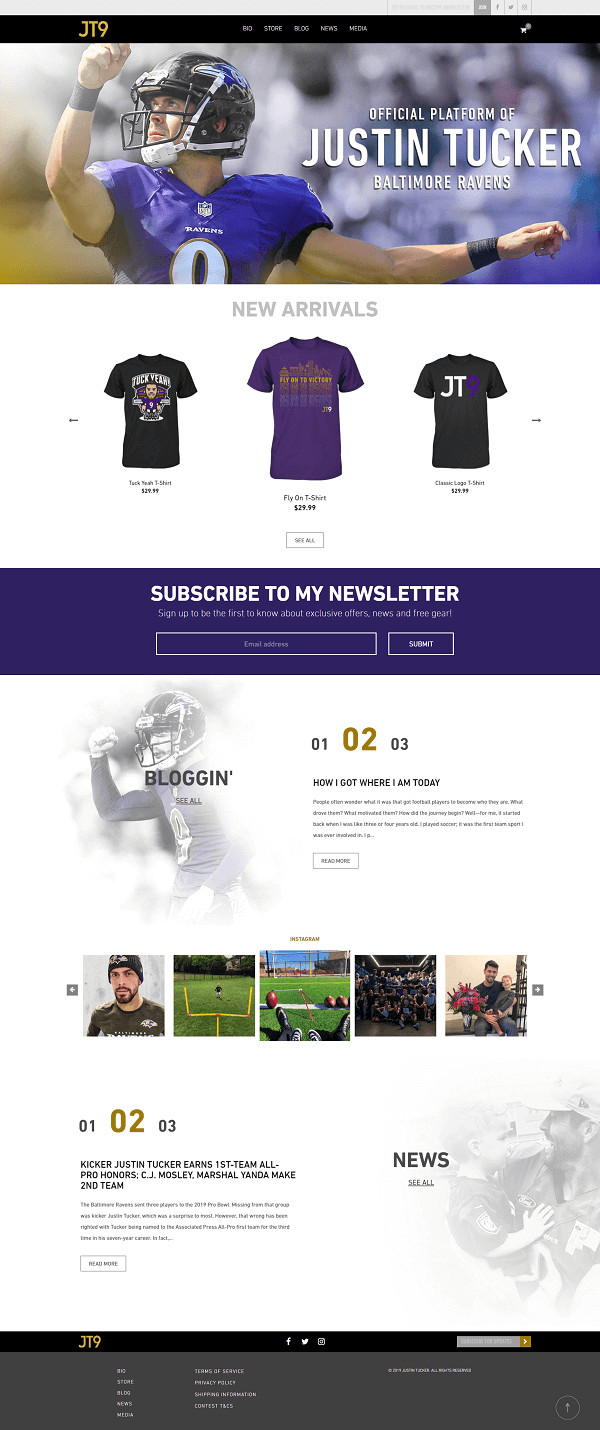 JOIN
JT9
BIO
STORE
BLOG
NEWS
MEDIA
OFFICIAL PLATFORM OF
JUSTIN TUCKER
BALTIMORE RAVENS
NFL
RAVENS
9
NEW ARRIVALS
TUCK YEAH!
FLY ON TO VICTORY
JT9
JT9
Tuck Yeah T-Shirt
$29.99
Fly On T-Shirt
$29.99
Classic Logo T-Shirt
$29.99
SEE ALL
SUBSCRIBE TO MY NEWSLETTER
Sign up to be the first to know about exclusive offers, news and free gear!
Email address
SUBMIT
BLOGGIN'
SEE ALL
01 02 03
HOW I GOT WHERE I AM TODAY
People often wonder what it was that got football players to become who they are. What
drove them? What motivated them? How did the journey begin? Well—for me, it started
back when I was like three or four years old. I played soccer; it was the first team sport I
was ever involved in. I p...
READ MORE
INSTAGRAM
BALTIMORE
RAVENS
01 02 03
KICKER JUSTIN TUCKER EARNS 1ST-TEAM ALL-
PRO HONORS; C.J. MOSLEY, MARSHAL YANDA MAKE
2ND TEAM
The Baltimore Ravens sent three players to the 2019 Pro Bowl. Missing from that group
was kicker Justin Tucker, which was a surprise to most. However, that wrong has been
righted with Tucker being named to the Associated Press All-Pro first team for the third
time in his seven-year career. In fact,...
READ MORE
NEWS
SEE ALL
JT9
SUBSCRIBE FOR UPDATES
BIO
STORE
BLOG
NEWS
MEDIA
TERMS OF SERVICE
PRIVACY POLICY
SHIPPING INFORMATION
CONTEST T&CS
© 2019 JUSTIN TUCKER. ALL RIGHTS RESERVED